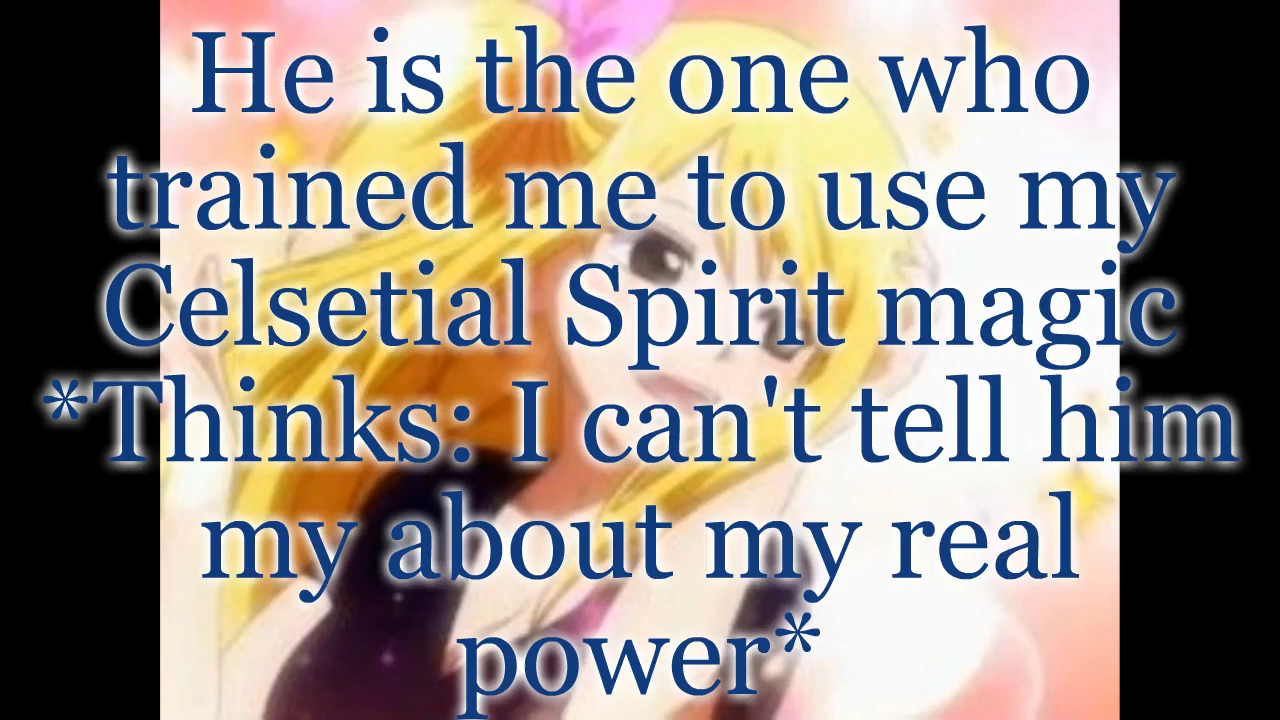 He is the one who
trained me to use my
Celsetial Spirit magic
*Thinks: I can't tell him
my about my real
power*